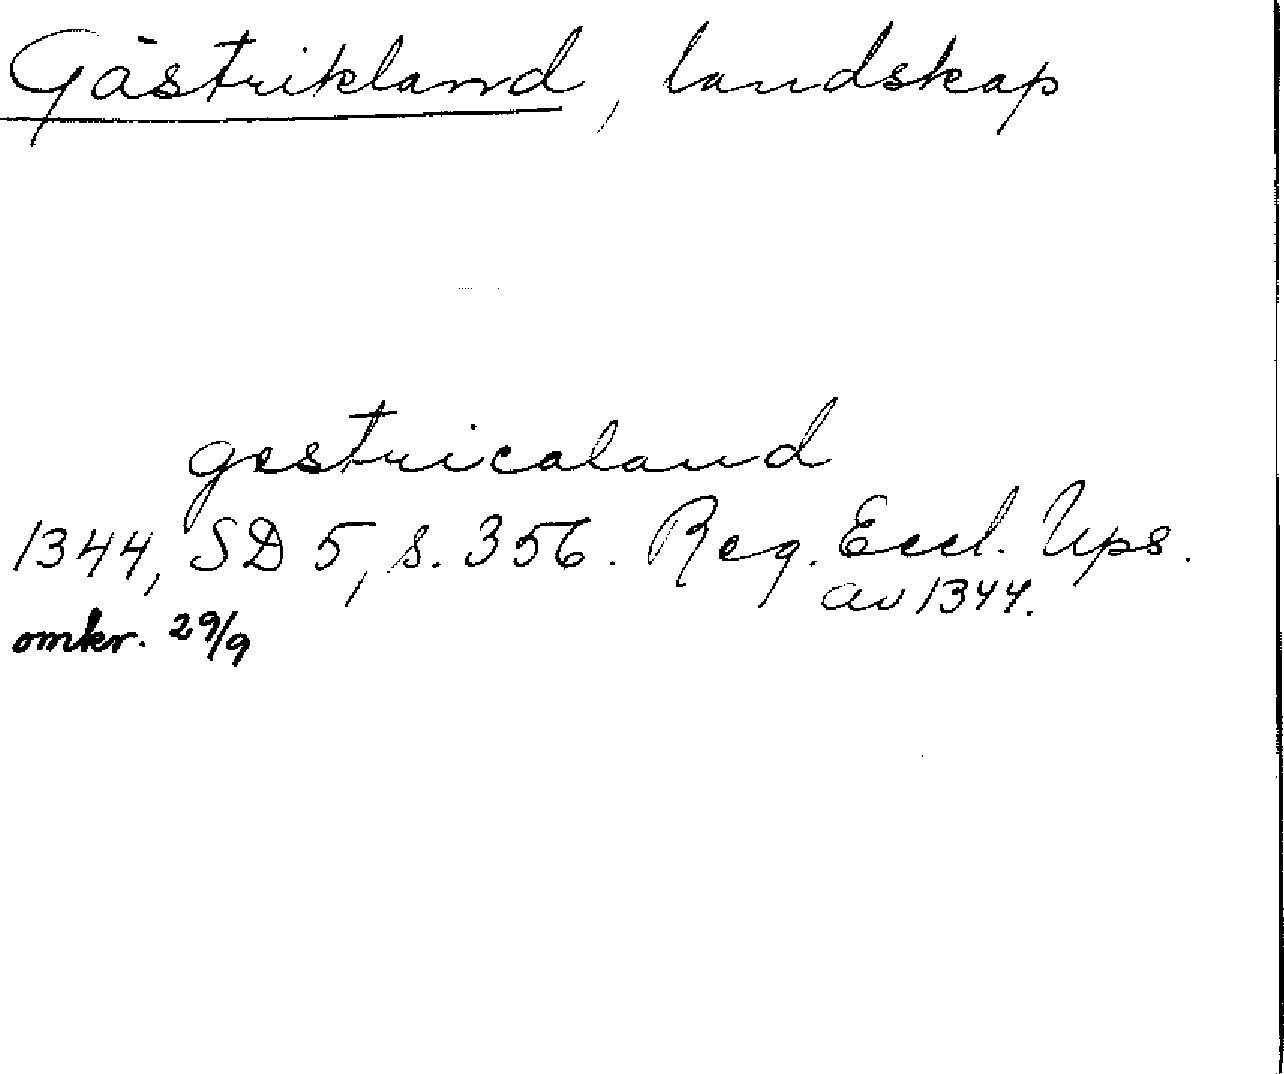 Gästrikland, landskap
gestricaland
1344, SD 5, s. 356. Reg. Eccl. Ups.
av 1344.
omkr. 29/9